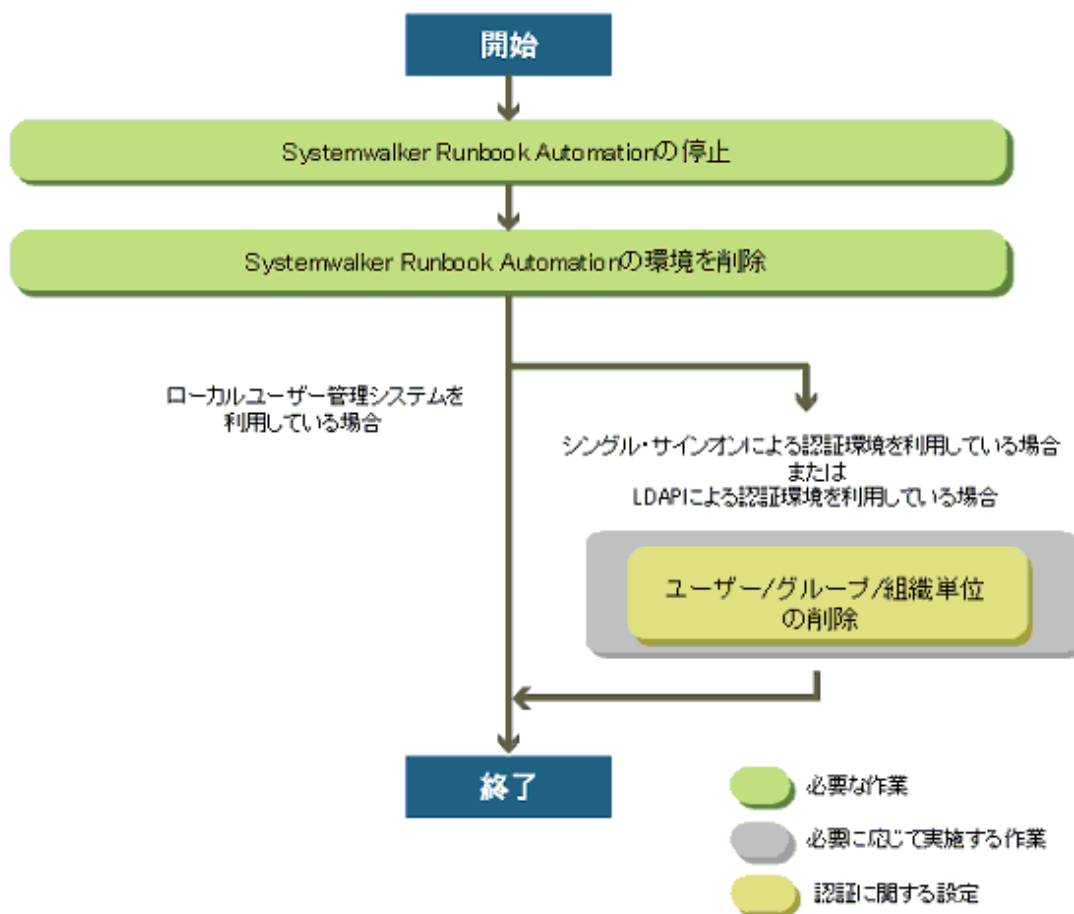 開始
Systemwalker Runbook Automationの停止
Systemwalker Runbook Automationの環境を削除
ローカルユーザー管理システムを
利用している場合
シングル・サインオンによる認証環境を利用している場合
または
LDAPによる認証環境を利用している場合
ユーザー/グループ/組織単位
の削除
終了
必要な作業
必要に応じて実施する作業
認証に関する設定